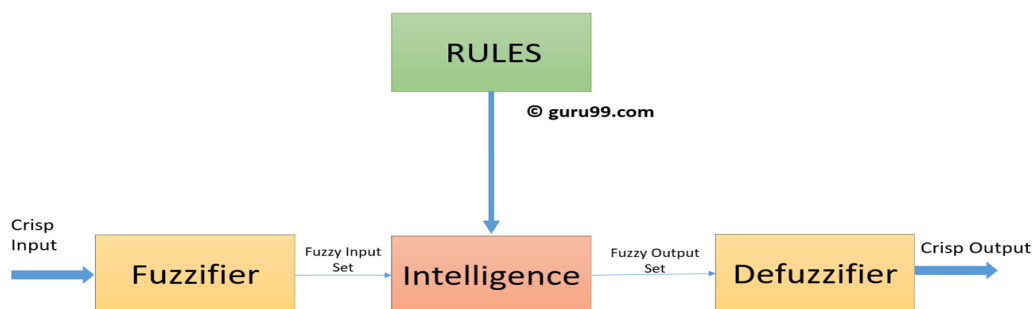 RULES
© guru99.com
Crisp
Input
Fuzzifier
Fuzzy Input
Set
Intelligence
Fuzzy Output
Set
Defuzzifier
Crisp Output